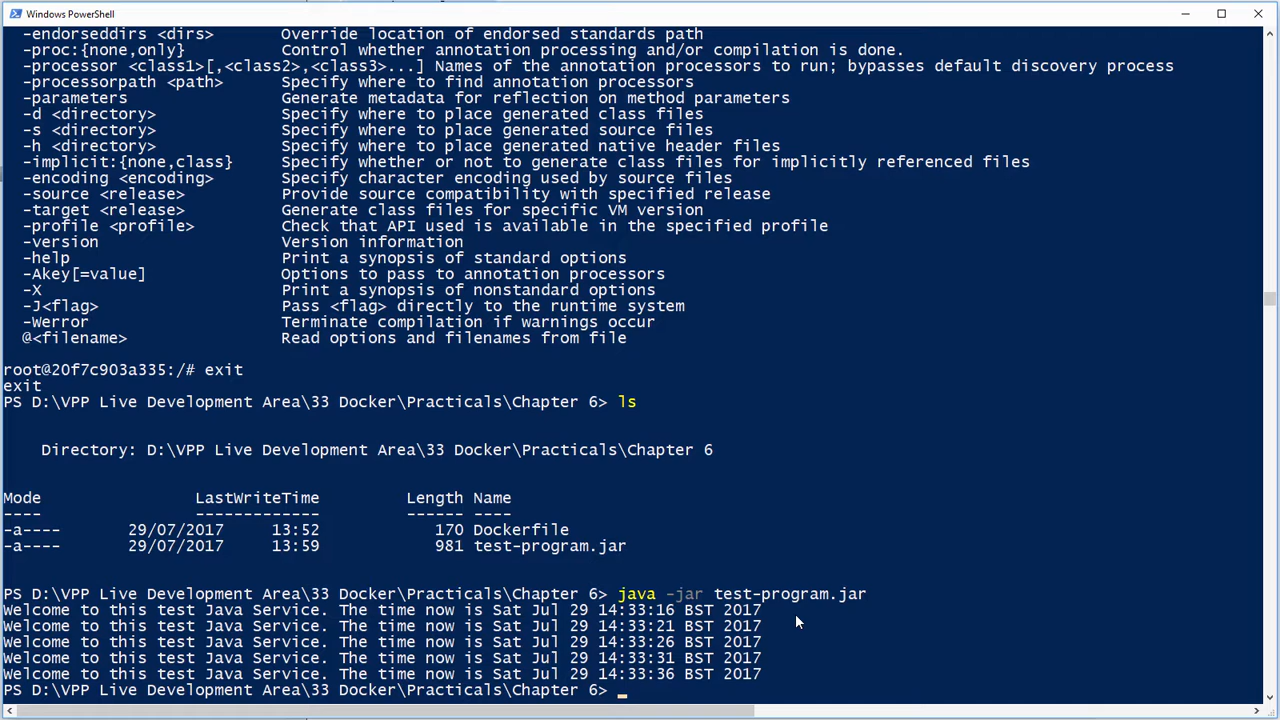 Windows PowerShell
-endorseddirs <dirs> Override location of endorsed standards path
-proc:{none,only} Control whether annotation processing and/or compilation is done.
-processor <class1>[,<class2>,<class3>...] Names of the annotation processors to run; bypasses default discovery process
-processorpath <path> Specify where to find annotation processors
-parameters Generate metadata for reflection on method parameters
-d <directory> Specify where to place generated class files
-s <directory> Specify where to place generated source files
-h <directory> Specify where to place generated native header files
-implicit:{none,class} Specify whether or not to generate class files for implicitly referenced files
-encoding <encoding> Specify character encoding used by source files
-source <release> Provide source compatibility with specified release
-target <release> Generate class files for specific VM version
-profile <profile> Check that API used is available in the specified profile
-version Version information
-help Print a synopsis of standard options
-Akey[=value] Options to pass to annotation processors
-X Print a synopsis of nonstandard options
-J<flag> Pass <flag> directly to the runtime system
-Werror Terminate compilation if warnings occur
@<filename> Read options and filenames from file
root@20f7c903a335:/# exit
exit
PS D:\VPP Live Development Area\33 Docker\Practicals\Chapter 6> ls
Directory: D:\VPP Live Development Area\33 Docker\Practicals\Chapter 6
Mode LastWriteTime Length Name
---- ------------- ------ ----
-a---- 29/07/2017 13:52 170 Dockerfile
-a---- 29/07/2017 13:59 981 test-program.jar
PS D:\VPP Live Development Area\33 Docker\Practicals\Chapter 6> java -jar test-program.jar
Welcome to this test Java Service. The time now is Sat Jul 29 14:33:16 BST 2017
Welcome to this test Java Service. The time now is Sat Jul 29 14:33:21 BST 2017
Welcome to this test Java Service. The time now is Sat Jul 29 14:33:26 BST 2017
Welcome to this test Java Service. The time now is Sat Jul 29 14:33:31 BST 2017
Welcome to this test Java Service. The time now is Sat Jul 29 14:33:36 BST 2017
PS D:\VPP Live Development Area\33 Docker\Practicals\Chapter 6>